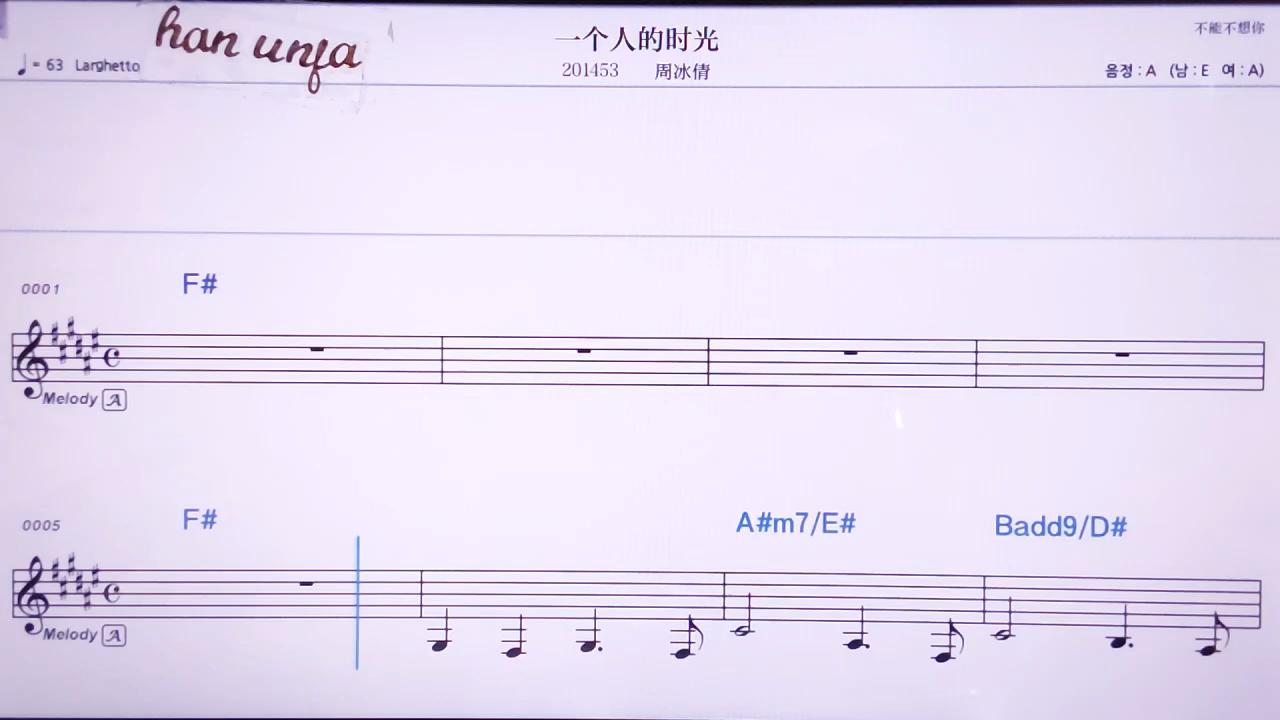 han unfa
一个人的时光
不能不想你
♩= 63 Larghetto
201453 周冰倩
음정 : A (남 : E 여 : A)
0001 F#
Melody A
0005 F# A#m7/E# Badd9/D#
Melody A